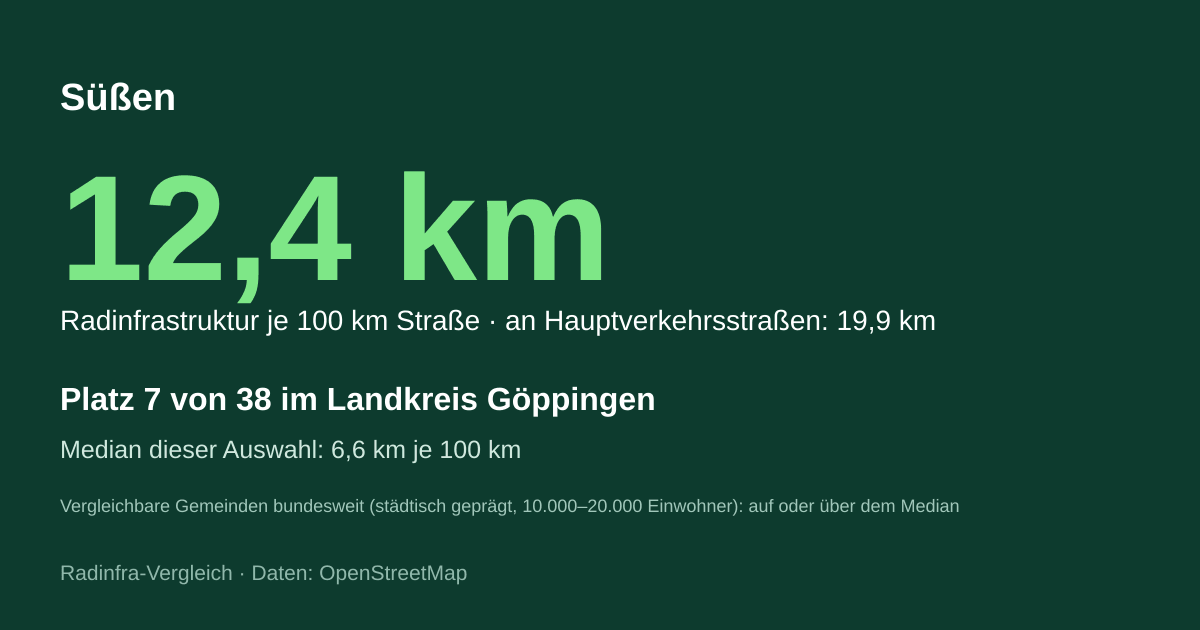 Süßen
12,4 km
Radinfrastruktur je 100 km Straße · an Hauptverkehrsstraßen: 19,9 km
Platz 7 von 38 im Landkreis Göppingen
Median dieser Auswahl: 6,6 km je 100 km
Vergleichbare Gemeinden bundesweit (städtisch geprägt, 10.000–20.000 Einwohner): auf oder über dem Median
Radinfra-Vergleich · Daten: OpenStreetMap